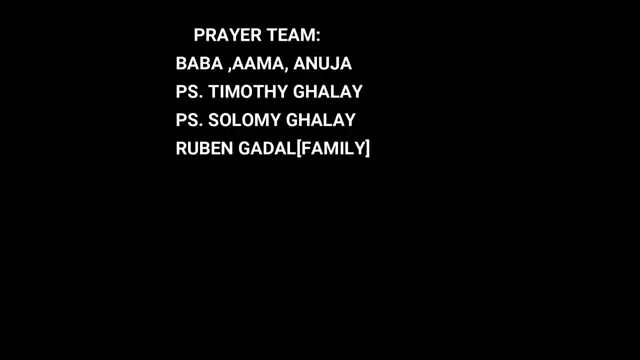 PRAYER TEAM:
BABA ,AAMA, ANUJA
PS. TIMOTHY GHALAY
PS. SOLOMY GHALAY
RUBEN GADAL[FAMILY]